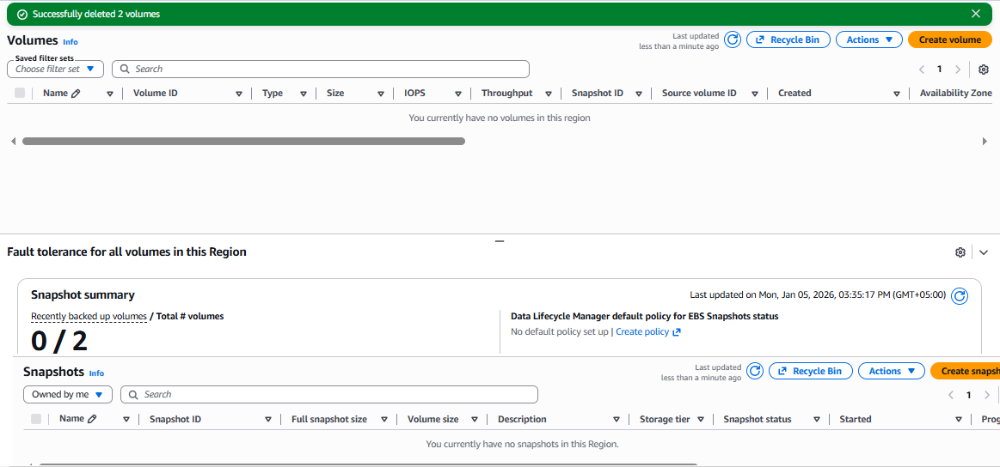 Successfully deleted 2 volumes
Volumes Info
Last updated less than a minute ago
Recycle Bin
Actions
Create volume
Saved filter sets
Choose filter set
Search
1
Name Volume ID Type Size IOPS Throughput Snapshot ID Source volume ID Created Availability Zone
You currently have no volumes in this region
Fault tolerance for all volumes in this Region
Snapshot summary
Last updated on Mon, Jan 05, 2026, 03:35:17 PM (GMT+05:00)
Recently backed up volumes / Total # volumes
0 / 2
Data Lifecycle Manager default policy for EBS Snapshots status
No default policy set up | Create policy
Snapshots Info
Last updated less than a minute ago
Recycle Bin
Actions
Create snapsh
Owned by me
Search
1
Name Snapshot ID Full snapshot size Volume size Description Storage tier Snapshot status Started Prog
You currently have no snapshots in this Region.